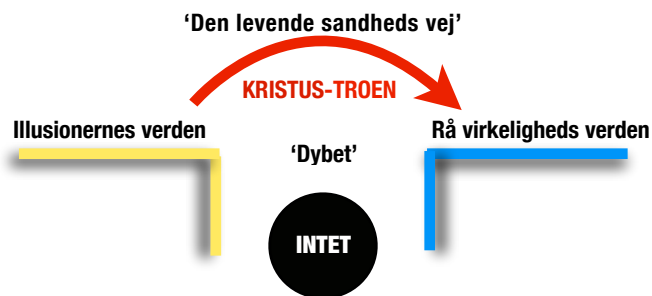 ‘Den levende sandheds vej’
KRISTUS-TROEN
Illusionernes verden
Rå virkeligheds verden
‘Dybet’
INTET